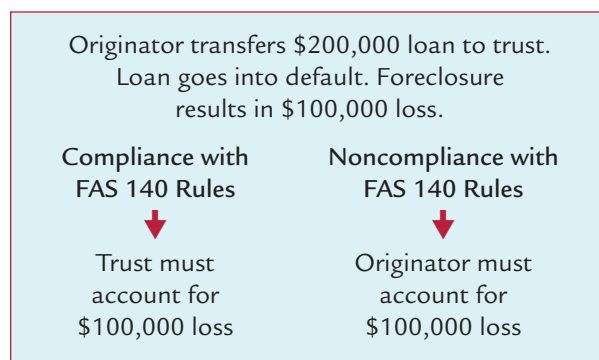 Originator transfers $200,000 loan to trust.
Loan goes into default. Foreclosure
results in $100,000 loss.
Compliance with
FAS 140 Rules
Trust must
account for
$100,000 loss
Noncompliance with
FAS 140 Rules
Originator must
account for
$100,000 loss